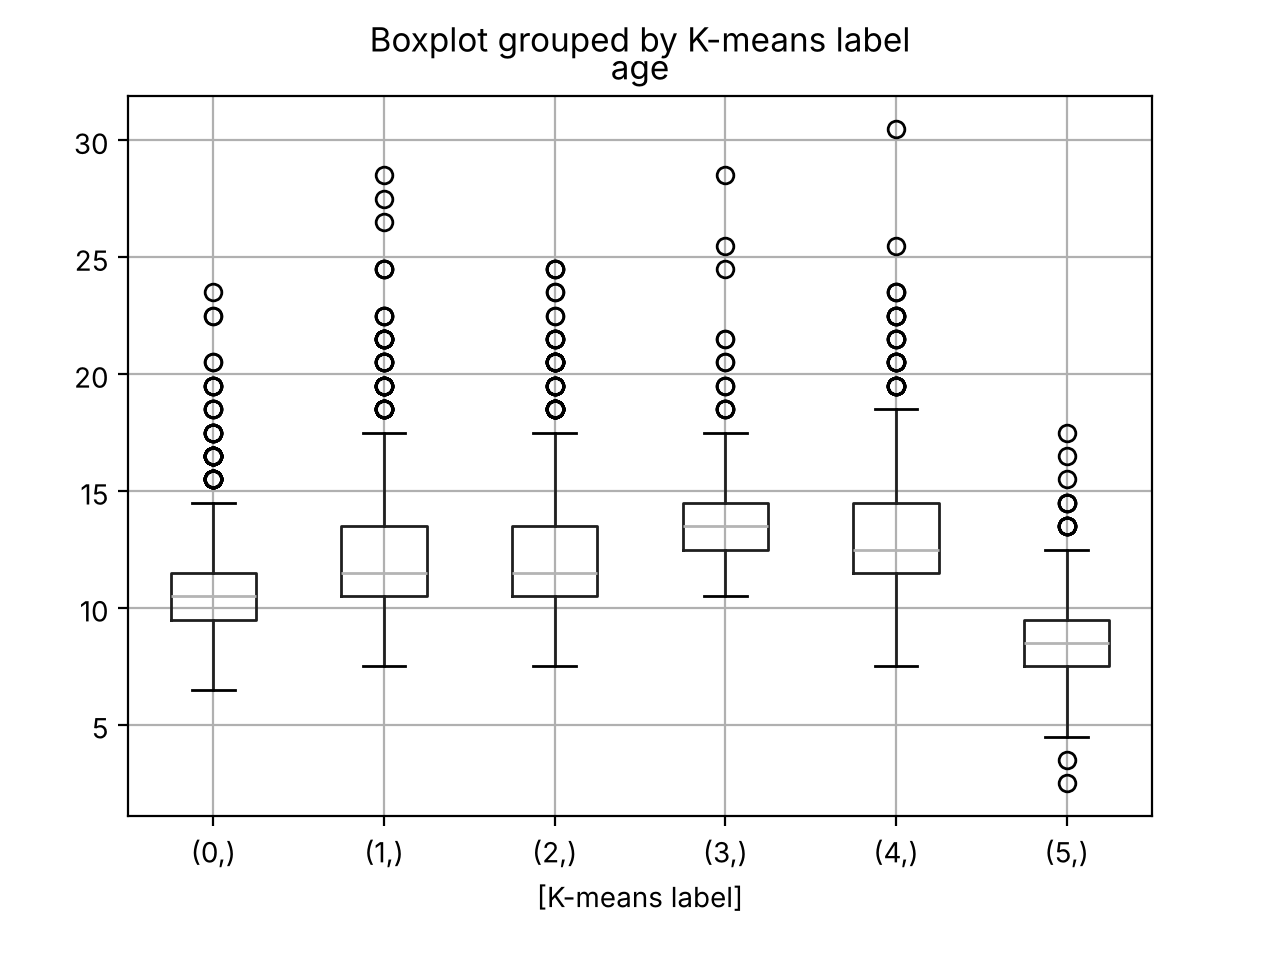 Boxplot grouped by K-means label
age
30
25
20
15
10
5
(0,) (1,) (2,) (3,) (4,) (5,)
[K-means label]